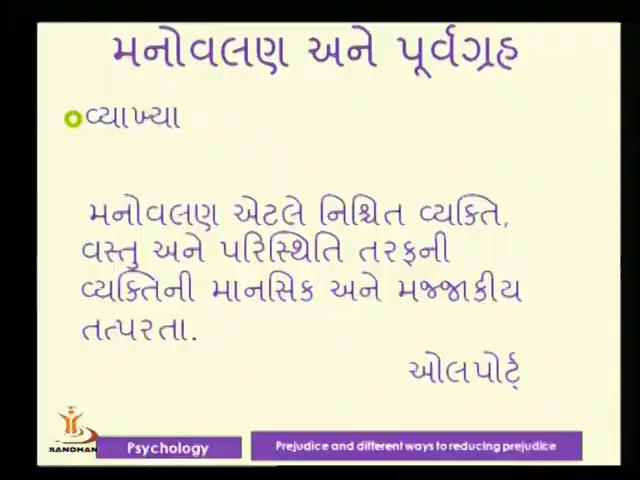 મનોવલણ અને પૂર્વગ્રહ
વ્યાખ્યા
મનોવલણ એટલે નિશ્ચિત વ્યક્તિ,
વસ્તુ અને પરિસ્થિતિ તરફની
વ્યક્તિની માનસિક અને મજ્જાકીય
તત્પરતા.
ઓલપોર્ટ્
SANDHAN
Psychology
Prejudice and different ways to reducing prejudice